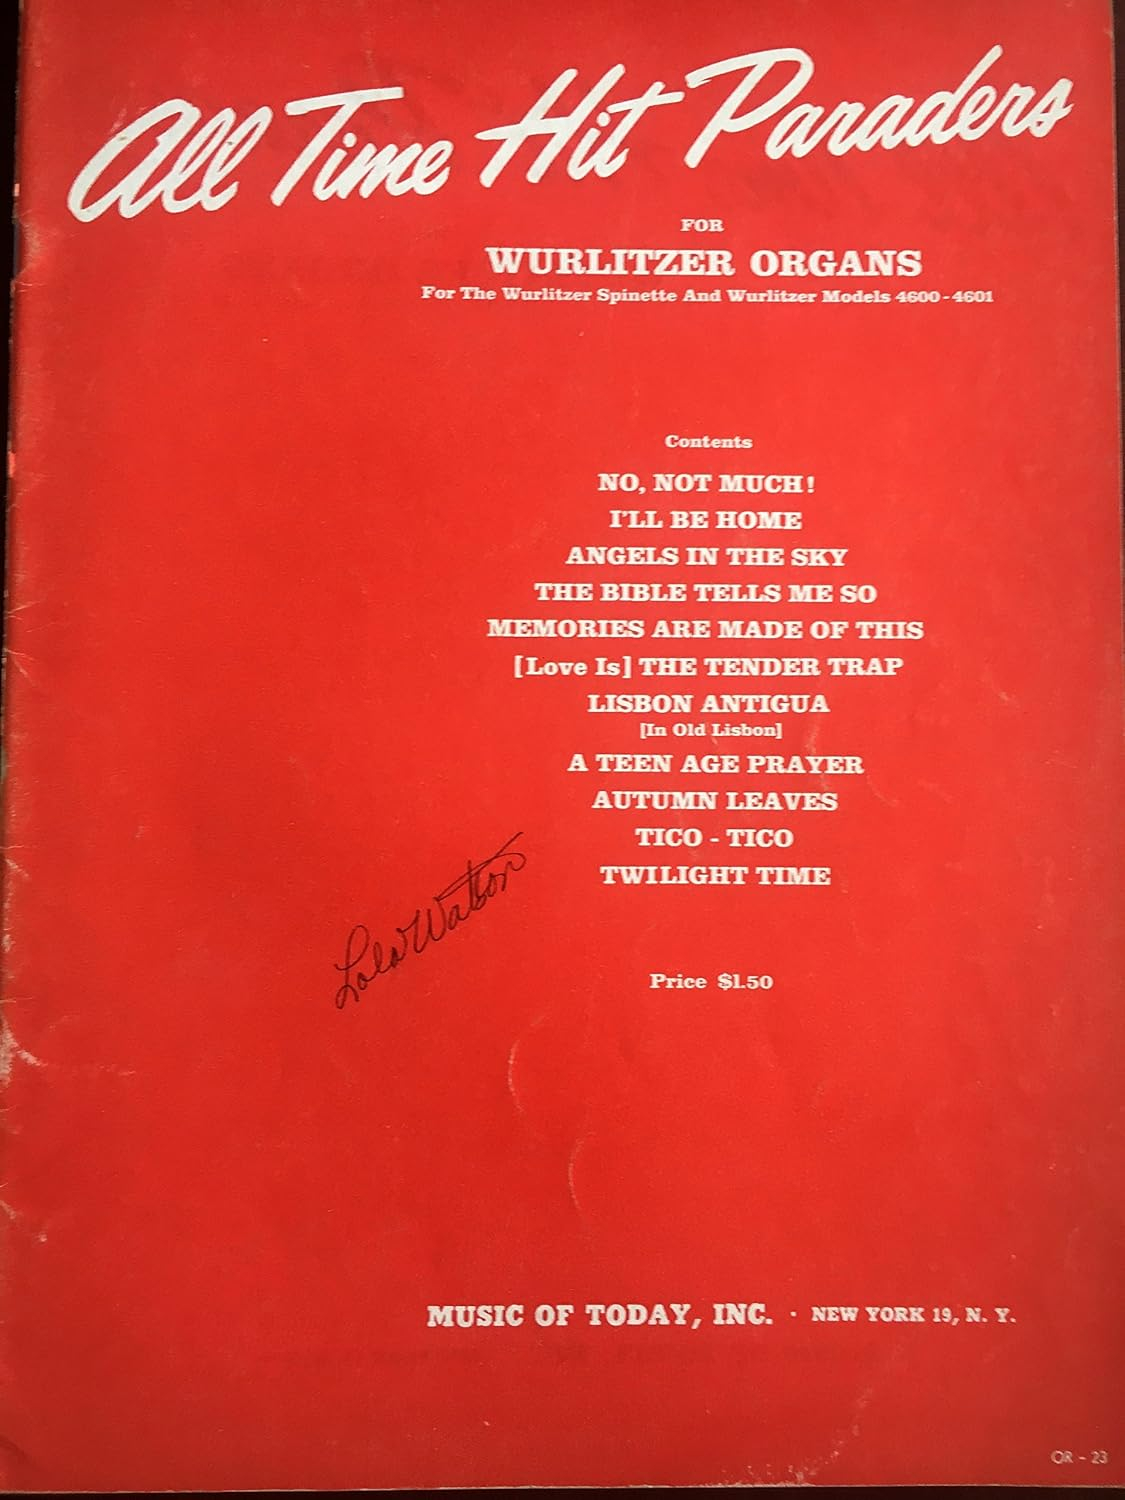 All Time Hit Paraders
FOR
WURLITZER ORGANS
For The Wurlitzer Spinette And Wurlitzer Models 4600-4601
Contents
NO, NOT MUCH!
I'LL BE HOME
ANGELS IN THE SKY
THE BIBLE TELLS ME SO
MEMORIES ARE MADE OF THIS
[Love Is] THE TENDER TRAP
LISBON ANTIGUA
[In Old Lisbon]
A TEEN AGE PRAYER
AUTUMN LEAVES
TICO - TICO
TWILIGHT TIME
Lola Watson
Price $1.50
MUSIC OF TODAY, INC. · NEW YORK 19, N. Y.
OR - 23